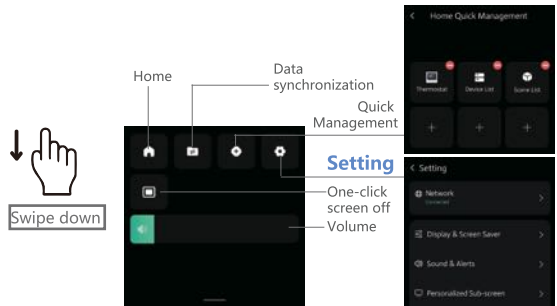 Home
Data
synchronization
Quick
Management
Setting
One-click
screen off
Volume
Swipe down
Home Quick Management
Thermostat
Device List
Scene List
Setting
Network
Connected
Display & Screen Saver
Sound & Alerts
Personalized Sub-screen